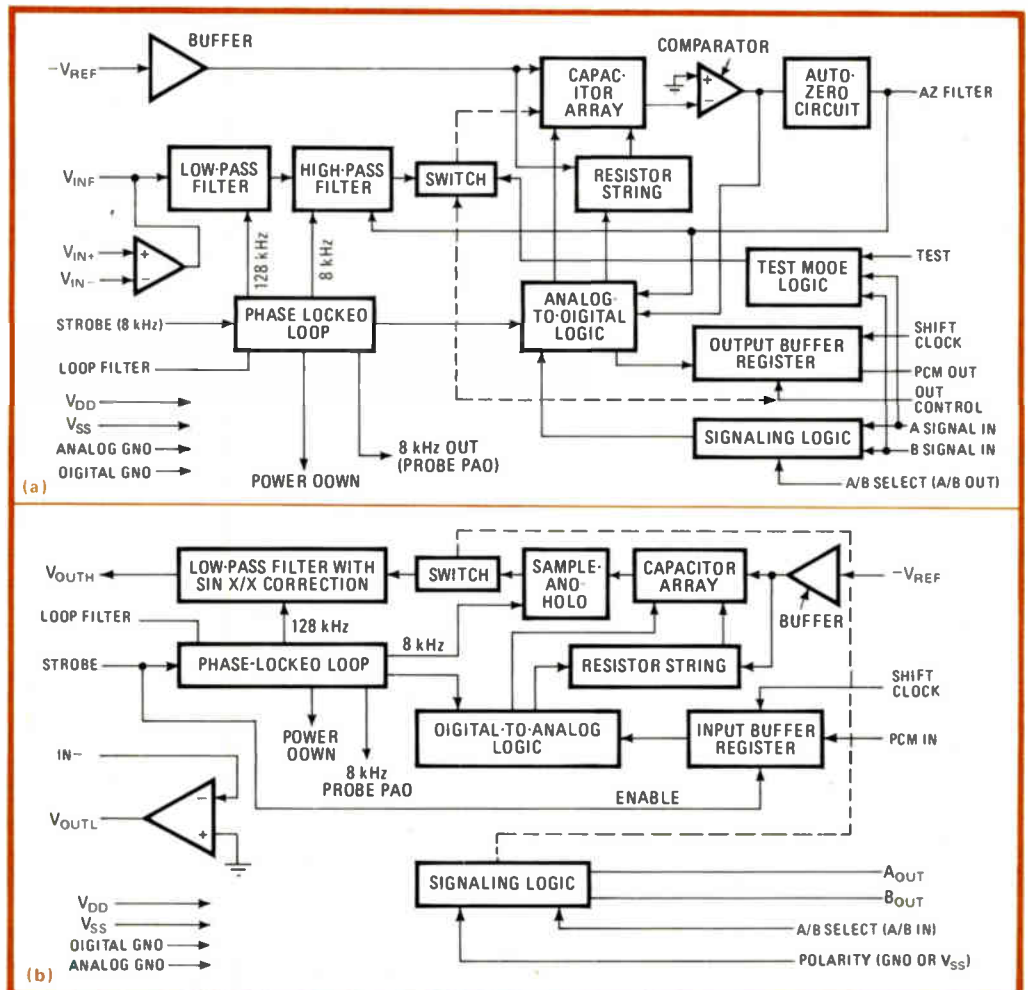 BUFFER
-VREF
COMPARATOR
+
−
CAPAC-
ITOR
ARRAY
AUTO-
ZERO
CIRCUIT
AZ FILTER
VINF
LOW-PASS
FILTER
HIGH-PASS
FILTER
SWITCH
RESISTOR
STRING
128 kHz
8 kHz
VIN+
VIN-
+
−
TEST MODE
LOGIC
TEST
STROBE (8 kHz)
PHASE LOCKEO
LOOP
ANALOG-
TO-DIGITAL
LOGIC
OUTPUT BUFFER
REGISTER
SHIFT
CLOCK
PCM OUT
OUT
CONTROL
LOOP FILTER
VDD
VSS
ANALOG GNO
OIGITAL GNO
8 kHz OUT
(PROBE PAO)
POWER OOWN
SIGNALING LOGIC
A SIGNAL IN
B SIGNAL IN
A/B SELECT (A/B OUT)
(a)
VOUTH
LOW-PASS FILTER WITH
SIN X/X CORRECTION
SWITCH
SAMPLE-
ANO
HOLO
CAPACITOR
ARRAY
BUFFER
-VREF
LOOP FILTER
128 kHz
8 kHz
STROBE
PHASE-LOCKEO LOOP
RESISTOR STRING
SHIFT
CLOCK
POWER
OOWN
8 kHz
PROBE PAO
OIGITAL-TO-ANALOG
LOGIC
INPUT BUFFER
REGISTER
PCM IN
IN−
ENABLE
VOUTL
−
+
SIGNALING LOGIC
AOUT
BOUT
VDD
VSS
OIGITAL GNO
ANALOG GNO
A/B SELECT (A/B IN)
POLARITY (GNO OR VSS)
(b)